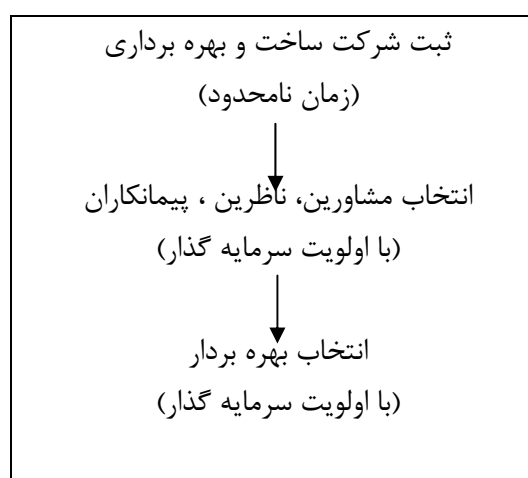 ثبت شرکت ساخت و بهره برداری
(زمان نامحدود)
انتخاب مشاورین، ناظرین ، پیمانکاران
(با اولویت سرمایه گذار)
انتخاب بهره بردار
(با اولویت سرمایه گذار)